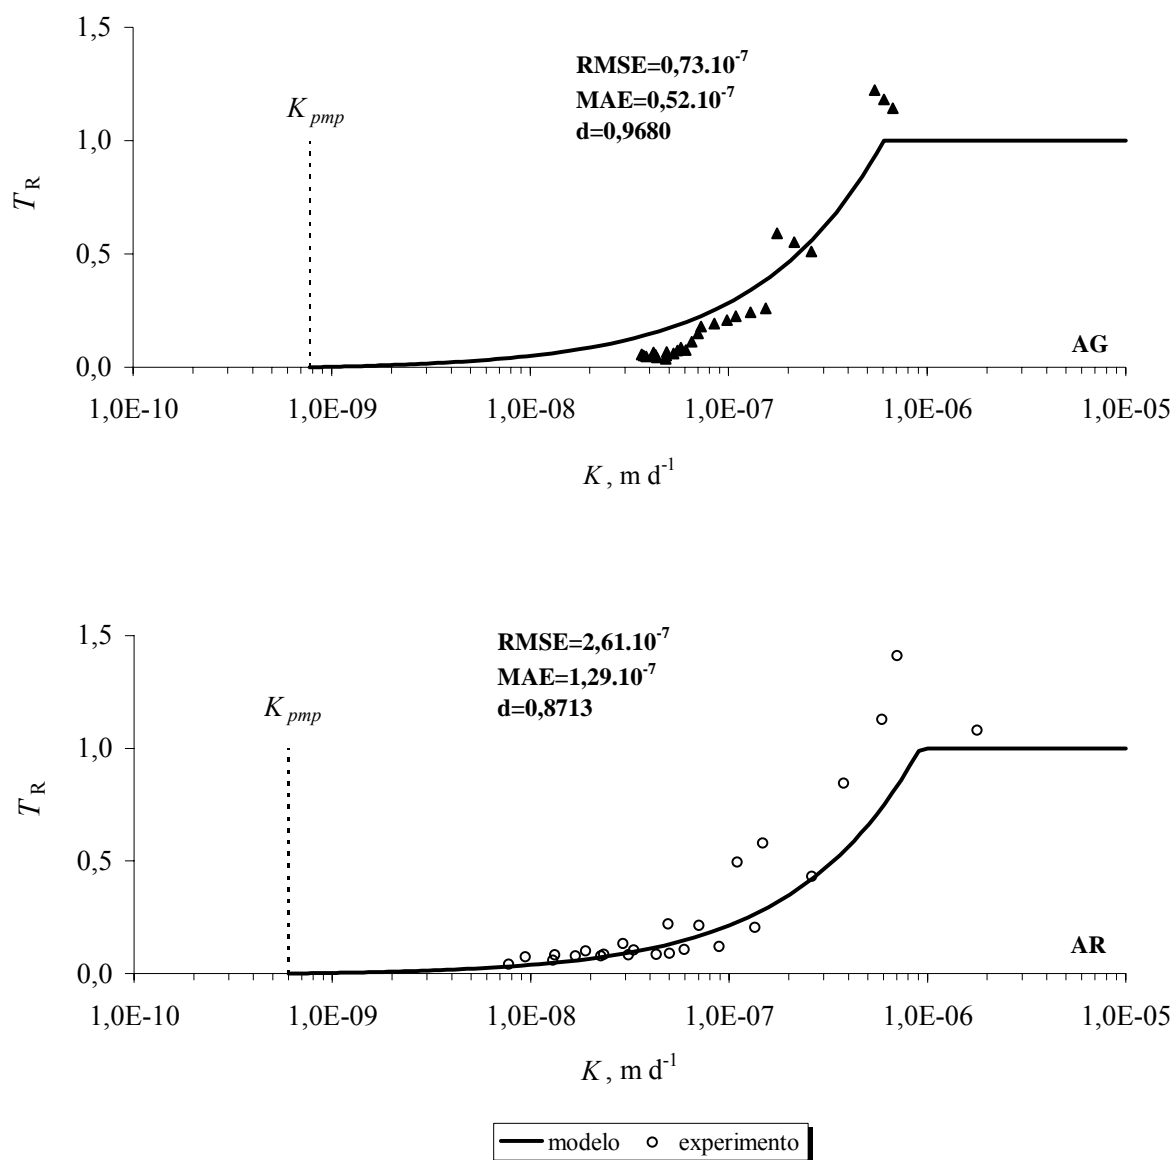 1,5
RMSE=0,73.10-7
MAE=0,52.10-7
d=0,9680
K pmp
1,0
TR
0,5
AG
0,0
1,0E-10 1,0E-09 1,0E-08 1,0E-07 1,0E-06 1,0E-05
K , m d-1
1,5
RMSE=2,61.10-7
MAE=1,29.10-7
d=0,8713
K pmp
1,0
TR
0,5
AR
0,0
1,0E-10 1,0E-09 1,0E-08 1,0E-07 1,0E-06 1,0E-05
K , m d-1
modelo experimento